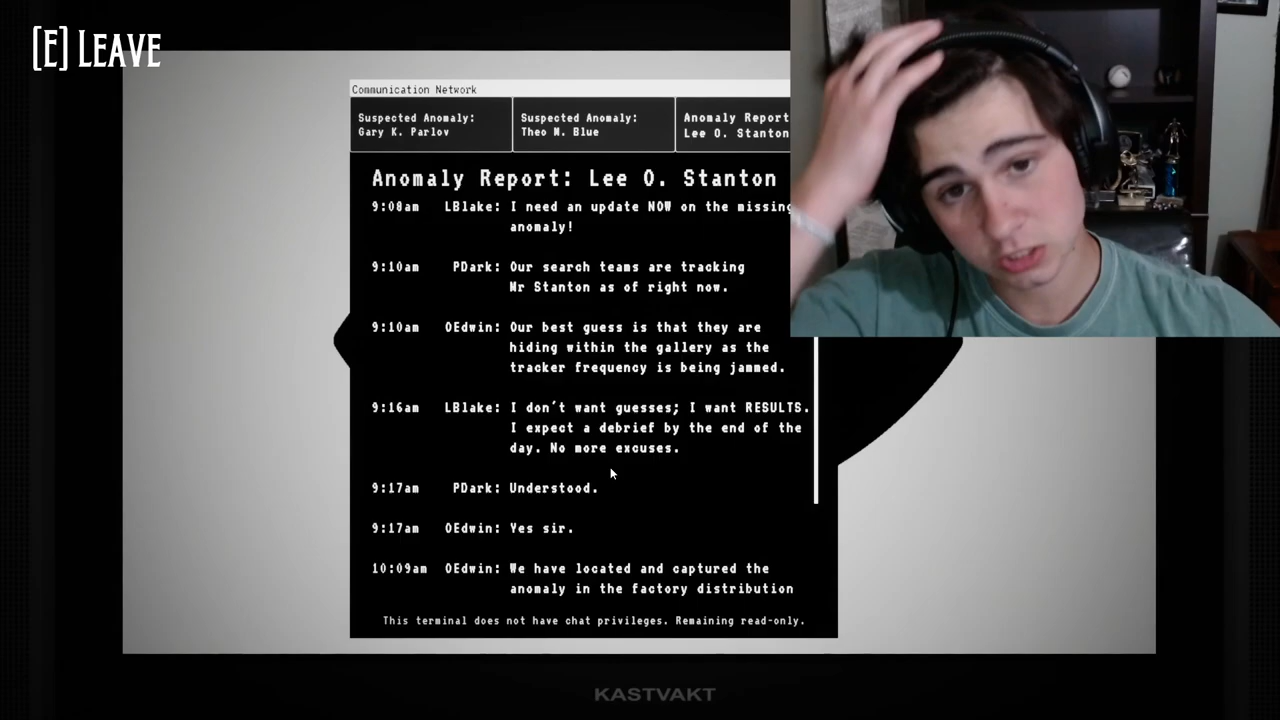 [E] LEAVE
Communication Network
Suspected Anomaly:
Gary K. Parlov
Suspected Anomaly:
Theo M. Blue
Anomaly Report
Lee O. Stanton
Anomaly Report: Lee O. Stanton
9:08am LBlake: I need an update NOW on the missing
anomaly!
9:10am PDark: Our search teams are tracking
Mr Stanton as of right now.
9:10am OEdwin: Our best guess is that they are
hiding within the gallery as the
tracker frequency is being jammed.
9:16am LBlake: I don't want guesses; I want RESULTS.
I expect a debrief by the end of the
day. No more excuses.
9:17am PDark: Understood.
9:17am OEdwin: Yes sir.
10:09am OEdwin: We have located and captured the
anomaly in the factory distribution
This terminal does not have chat privileges. Remaining read-only.
KASTVAKT